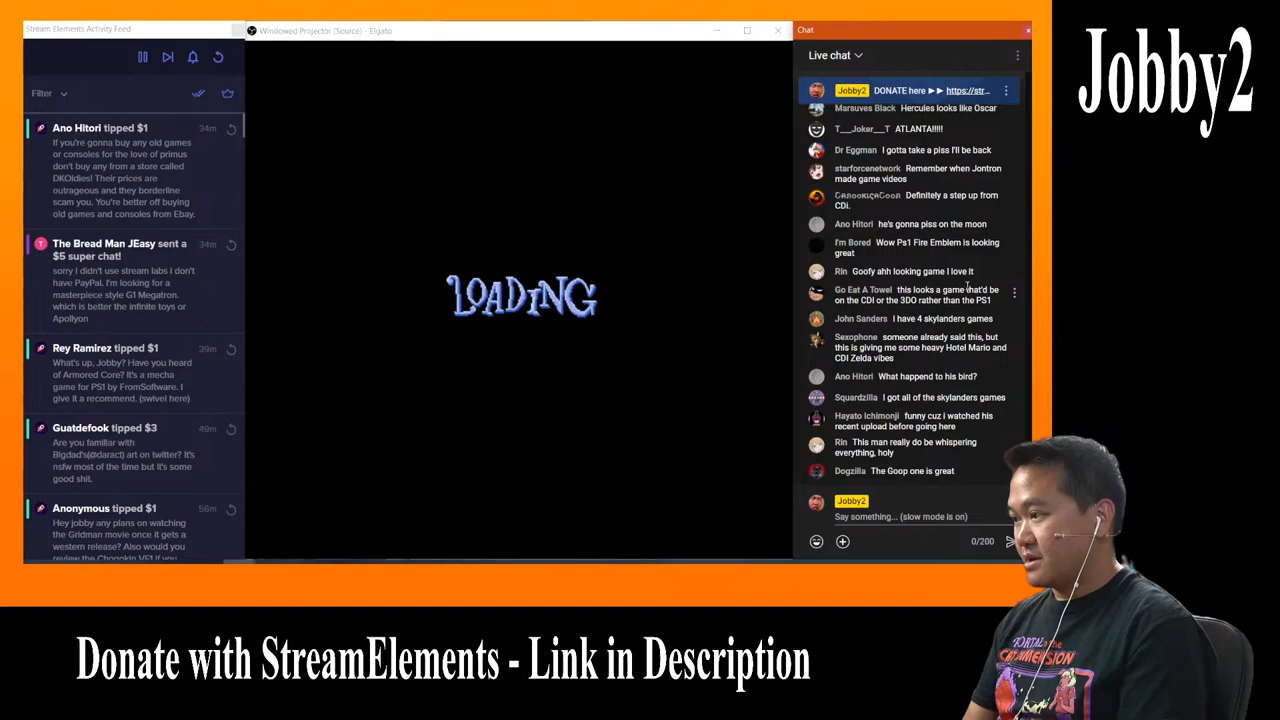 Stream Elements Activity Feed
Filter
Ano Hitori tipped $1
34m
If you're gonna buy any old games
or consoles for the love of primus
don't buy any from a store called
DKOldies! Their prices are
outrageous and they borderline
scam you. You're better off buying
old games and consoles from Ebay.
T
The Bread Man JEasy sent a
$5 super chat!
34m
sorry I didn't use stream labs I don't
have PayPal. I'm looking for a
masterpiece style G1 Megatron.
which is better the infinite toys or
Apollyon
Rey Ramirez tipped $1
39m
What's up, Jobby? Have you heard
of Armored Core? It's a mecha
game for PS1 by FromSoftware. I
give it a recommend. (swivel here)
Guatdefook tipped $3
49m
Are you familiar with
Bigdad's(@daract) art on twitter? It's
nsfw most of the time but it's some
good shit.
Anonymous tipped $1
56m
Hey jobby any plans on watching
the Gridman movie once it gets a
western release? Also would you
review the Chogokin VF1 if you
Windowed Projector (Source) - Elgato
LOADING
Chat
Live chat
Jobby2 DONATE here ►► https://str...
Marsuves Black Hercules looks like Oscar
T___Joker___T ATLANTA!!!!!
Dr Eggman I gotta take a piss I'll be back
starforcenetwork Remember when Jontron
made game videos
Definitely a step up from
CDi.
Ano Hitori he's gonna piss on the moon
I'm Bored Wow Ps1 Fire Emblem is looking
great
Rin Goofy ahh looking game I love it
Go Eat A Towel this looks a game that'd be
on the CDI or the 3DO rather than the PS1
John Sanders I have 4 skylanders games
Sexophone someone already said this, but
this is giving me some heavy Hotel Mario and
CDI Zelda vibes
Ano Hitori What happend to his bird?
Squardzilla I got all of the skylanders games
Hayato Ichimonji funny cuz i watched his
recent upload before going here
Rin This man really do be whispering
everything, holy
Dogzilla The Goop one is great
Jobby2
Say something... (slow mode is on)
0/200
Jobby2
Donate with StreamElements - Link in Description